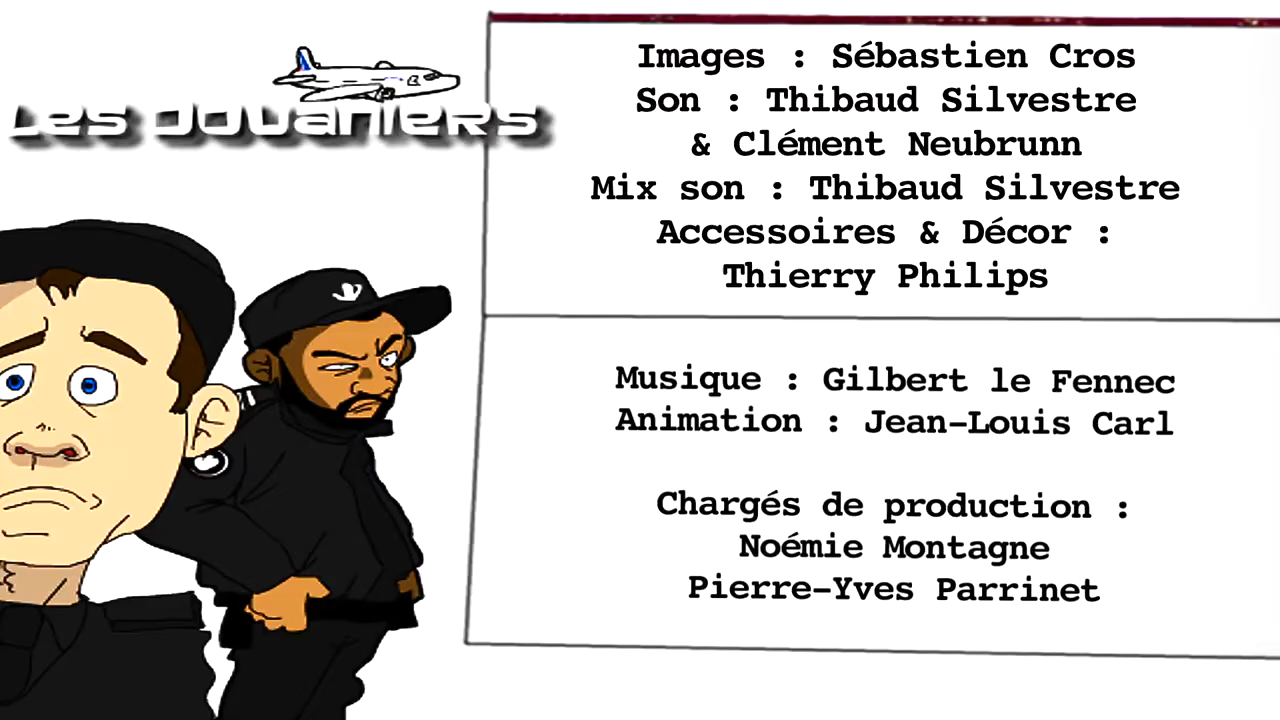 Les Douaniers
Images : Sébastien Cros
Son : Thibaud Silvestre
& Clément Neubrunn
Mix son : Thibaud Silvestre
Accessoires & Décor :
Thierry Philips
Musique : Gilbert le Fennec
Animation : Jean-Louis Carl
Chargés de production :
Noémie Montagne
Pierre-Yves Parrinet